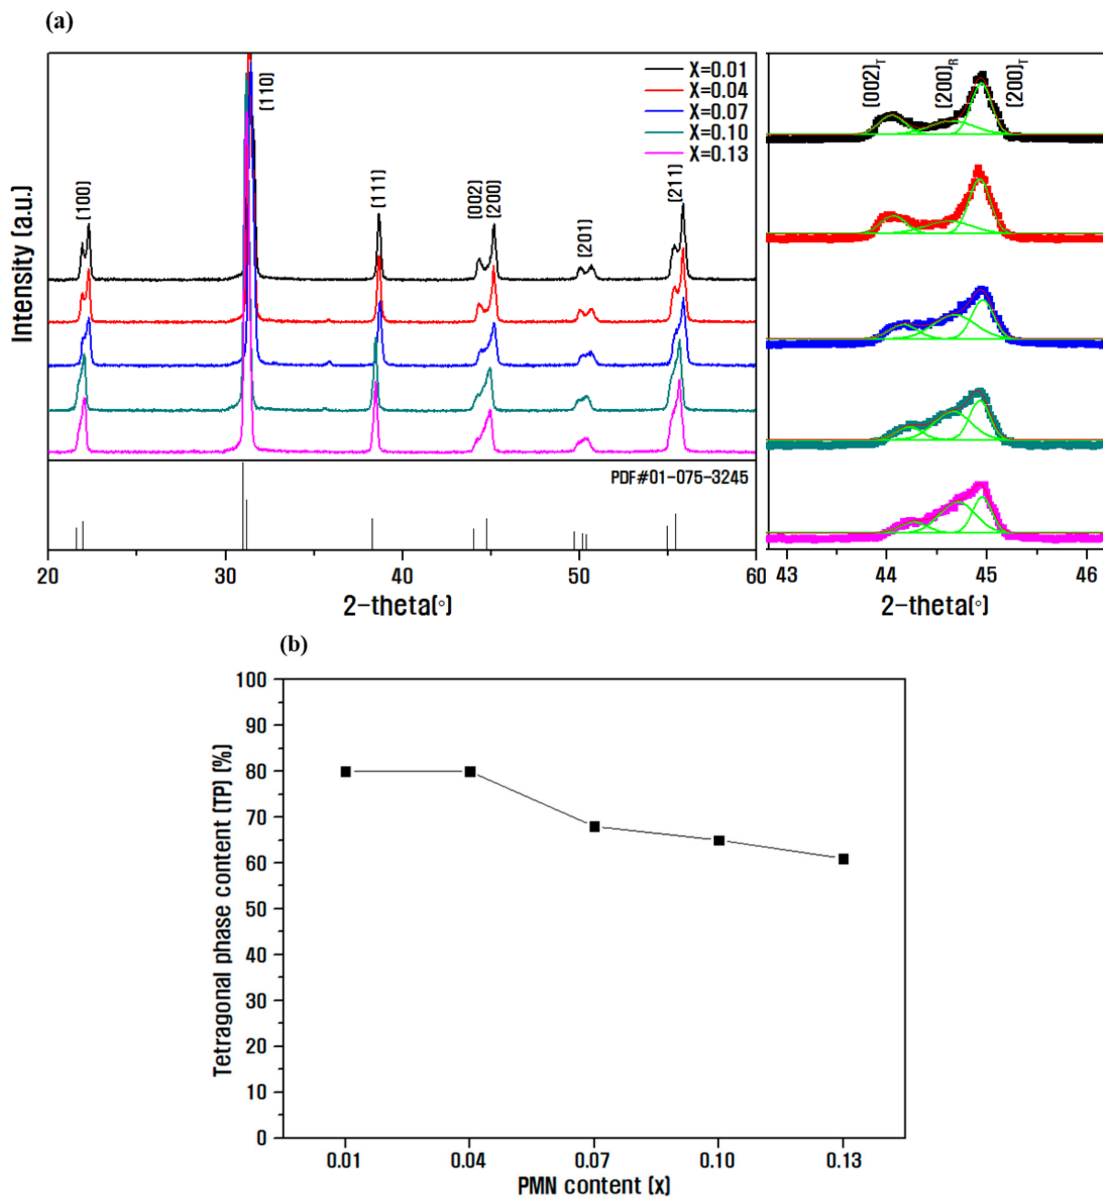 (a)
X=0.01
X=0.04
X=0.07
X=0.10
X=0.13
[100]
[110]
[111]
[002]
[200]
[201]
[211]
Intensity (a.u.)
PDF#01-075-3245
20 30 40 50 60
2-theta(◦)
[002]T [200]R [200]T
43 44 45 46
2-theta(◦)
(b)
Tetragonal phase content (TP) (%)
100
90
80
70
60
50
40
30
20
10
0
0.01 0.04 0.07 0.10 0.13
PMN content (x)